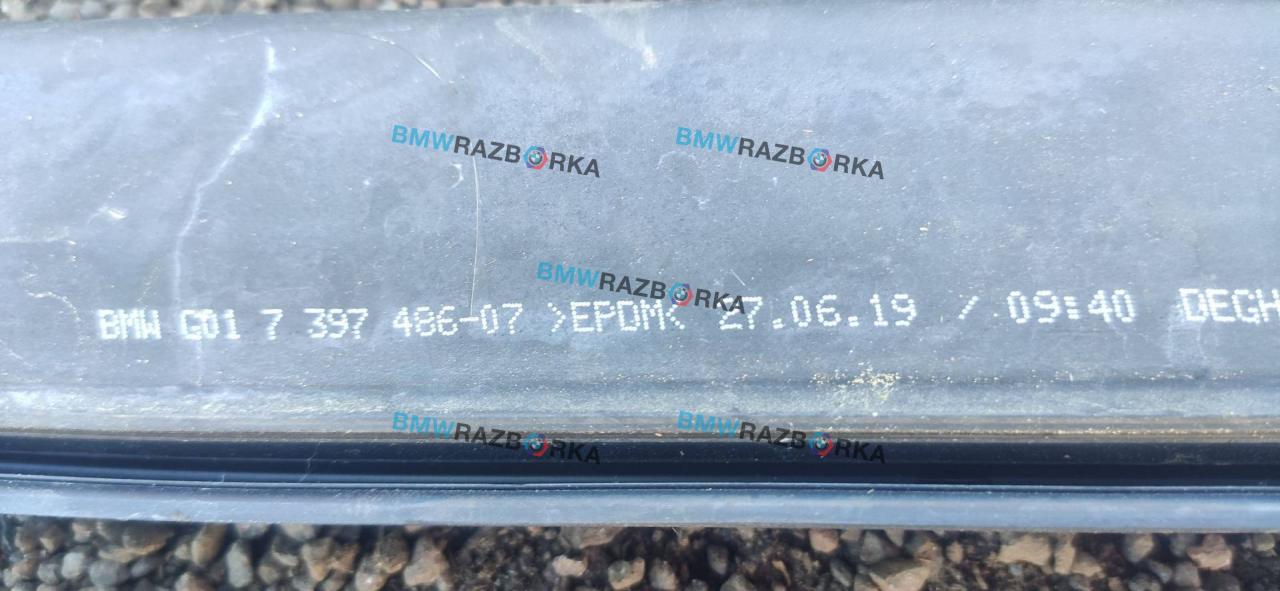 BMWRAZBORKA BMWRAZBORKA
BMWRAZBORKA
BMW G01 7 397 486-07 >EPDM< 27.06.19 / 09:40 DEGH
BMWRAZBORKA BMWRAZBORKA